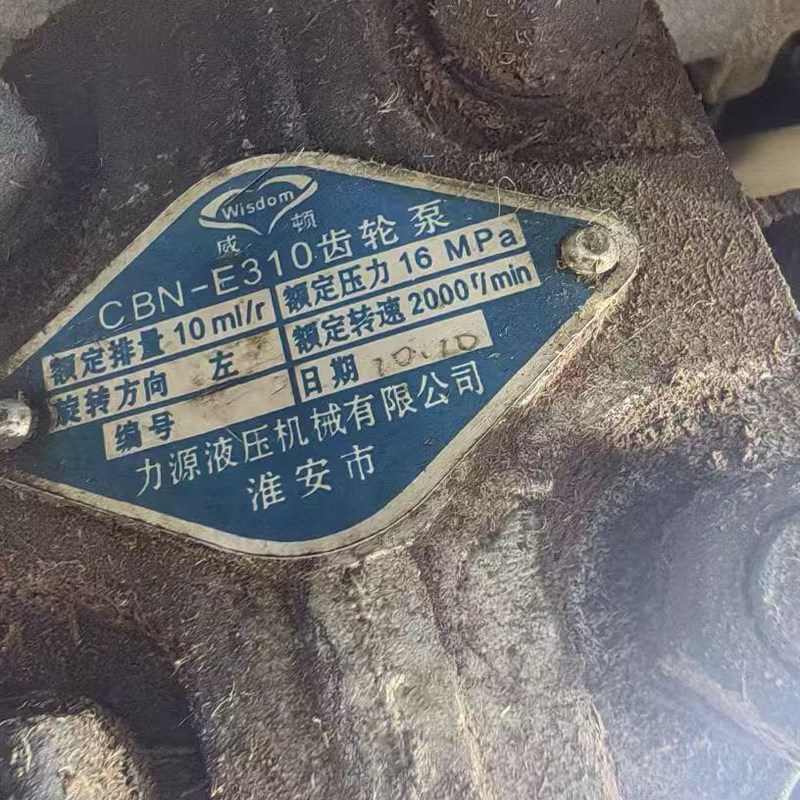 Wisdom
威顿
CBN-E310齿轮泵
额定排量 10 ml/r 额定压力 16 MPa
旋转方向 左 额定转速 2000 r/min
编号 日期 10.10
力源液压机械有限公司
淮安市